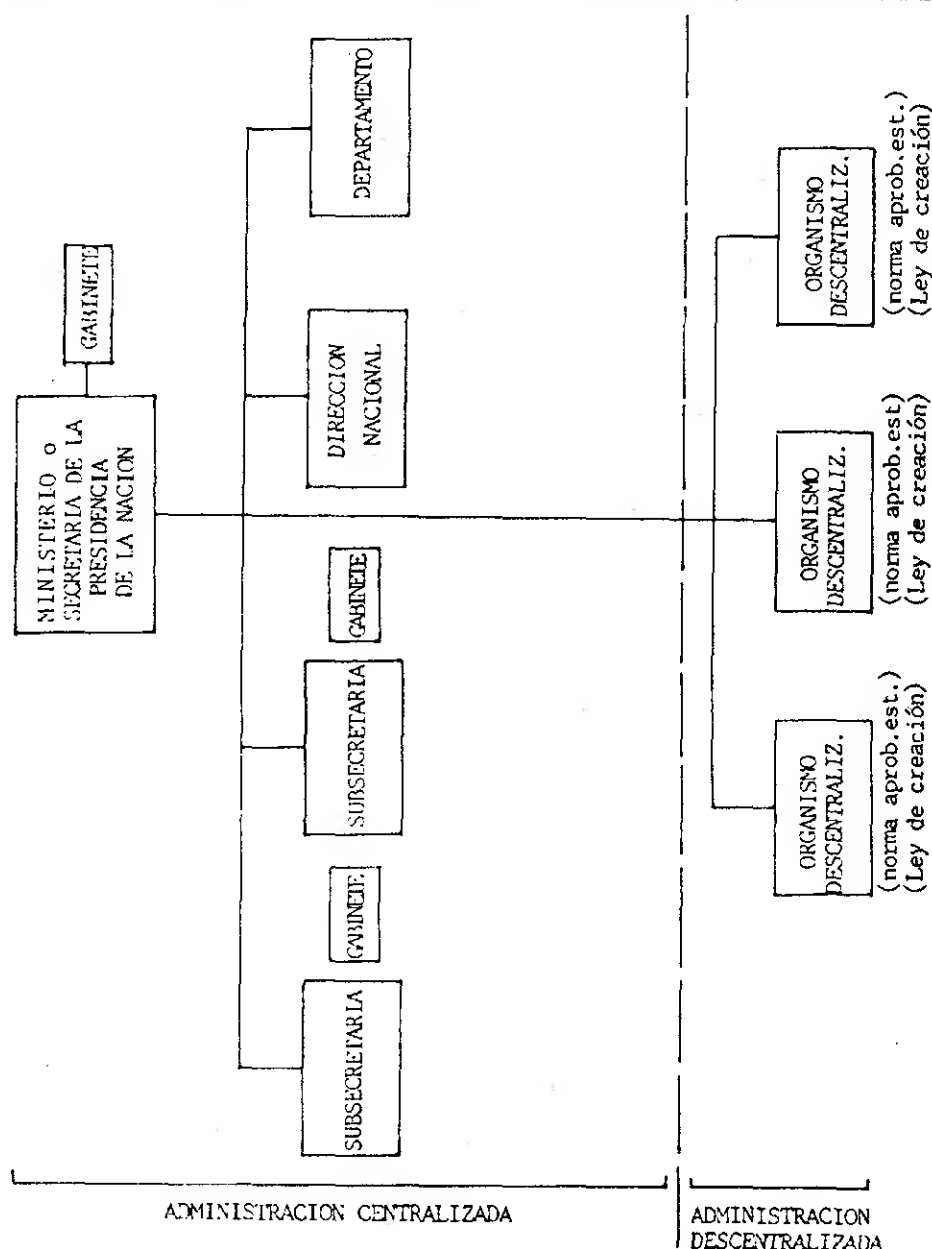 MINISTERIO o
SECRETARIA DE LA
PRESIDENCIA
DE LA NACION
GABINETE
SUBSECRETARIA
GABINETE
SUBSECRETARIA
GABINETE
DIRECCION
NACIONAL
DEPARTAMENTO
ADMINISTRACION CENTRALIZADA
ORGANISMO
DESCENTRALIZ.
(norma aprob.est.)
(Ley de creación)
ORGANISMO
DESCENTRALIZ.
(norma aprob.est)
(Ley de creación)
ORGANISMO
DESCENTRALIZ.
(norma aprob.est.)
(Ley de creación)
ADMINISTRACION
DESCENTRALIZADA